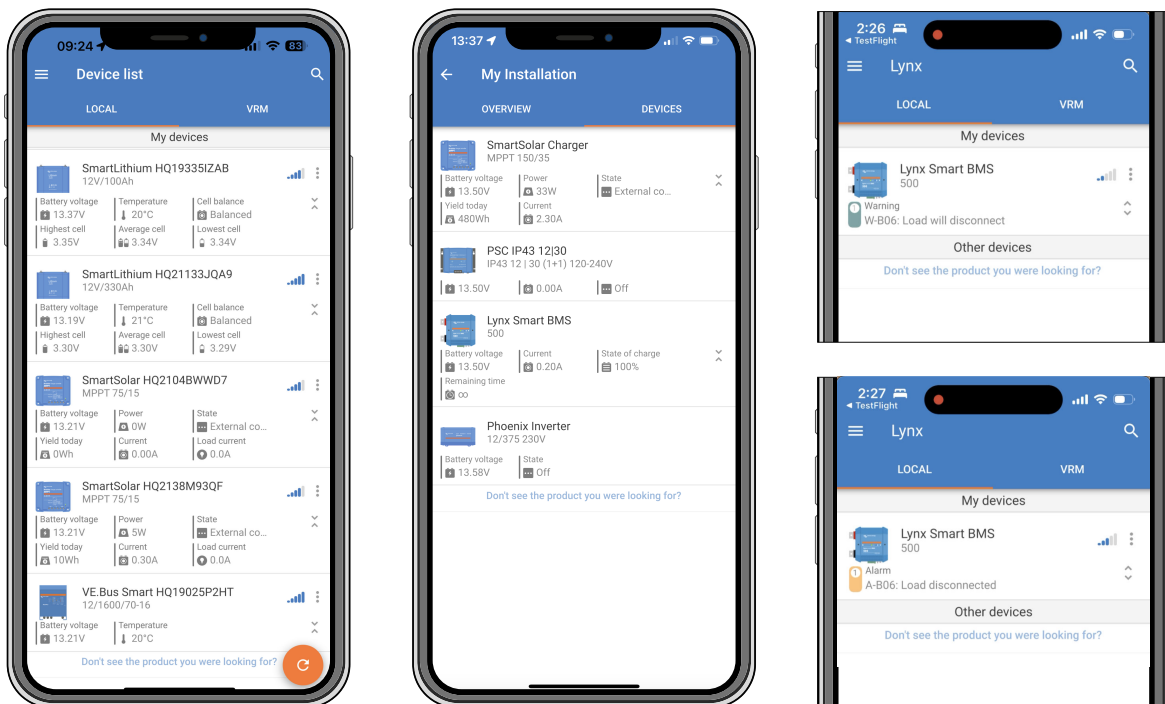 09:24
83
Device list
LOCAL VRM
My devices
SmartLithium HQ19335IZAB
12V/100Ah
Battery voltage Temperature Cell balance
13.37V 20°C Balanced
Highest cell Average cell Lowest cell
3.35V 3.34V 3.34V
SmartLithium HQ21133JQA9
12V/330Ah
Battery voltage Temperature Cell balance
13.19V 21°C Balanced
Highest cell Average cell Lowest cell
3.30V 3.30V 3.29V
SmartSolar HQ2104BWWD7
MPPT 75/15
Battery voltage Power State
13.21V 0W External co...
Yield today Current Load current
0Wh 0.00A 0.0A
SmartSolar HQ2138M93QF
MPPT 75/15
Battery voltage Power State
13.21V 5W External co...
Yield today Current Load current
10Wh 0.30A 0.0A
VE.Bus Smart HQ19025P2HT
12/1600/70-16
Battery voltage Temperature
13.21V 20°C
Don't see the product you were looking for?
13:37
My Installation
OVERVIEW DEVICES
SmartSolar Charger
MPPT 150/35
Battery voltage Power State
13.50V 33W External co...
Yield today Current
480Wh 2.30A
PSC IP43 12|30
IP43 12 | 30 (1+1) 120-240V
13.50V 0.00A Off
Lynx Smart BMS
500
Battery voltage Current State of charge
13.50V 0.20A 100%
Remaining time
∞
Phoenix Inverter
12/375 230V
Battery voltage State
13.58V Off
Don't see the product you were looking for?
2:26
◀ TestFlight
Lynx
LOCAL VRM
My devices
Lynx Smart BMS
500
1 Warning
W-B06: Load will disconnect
Other devices
Don't see the product you were looking for?
2:27
◀ TestFlight
Lynx
LOCAL VRM
My devices
Lynx Smart BMS
500
1 Alarm
A-B06: Load disconnected
Other devices
Don't see the product you were looking for?